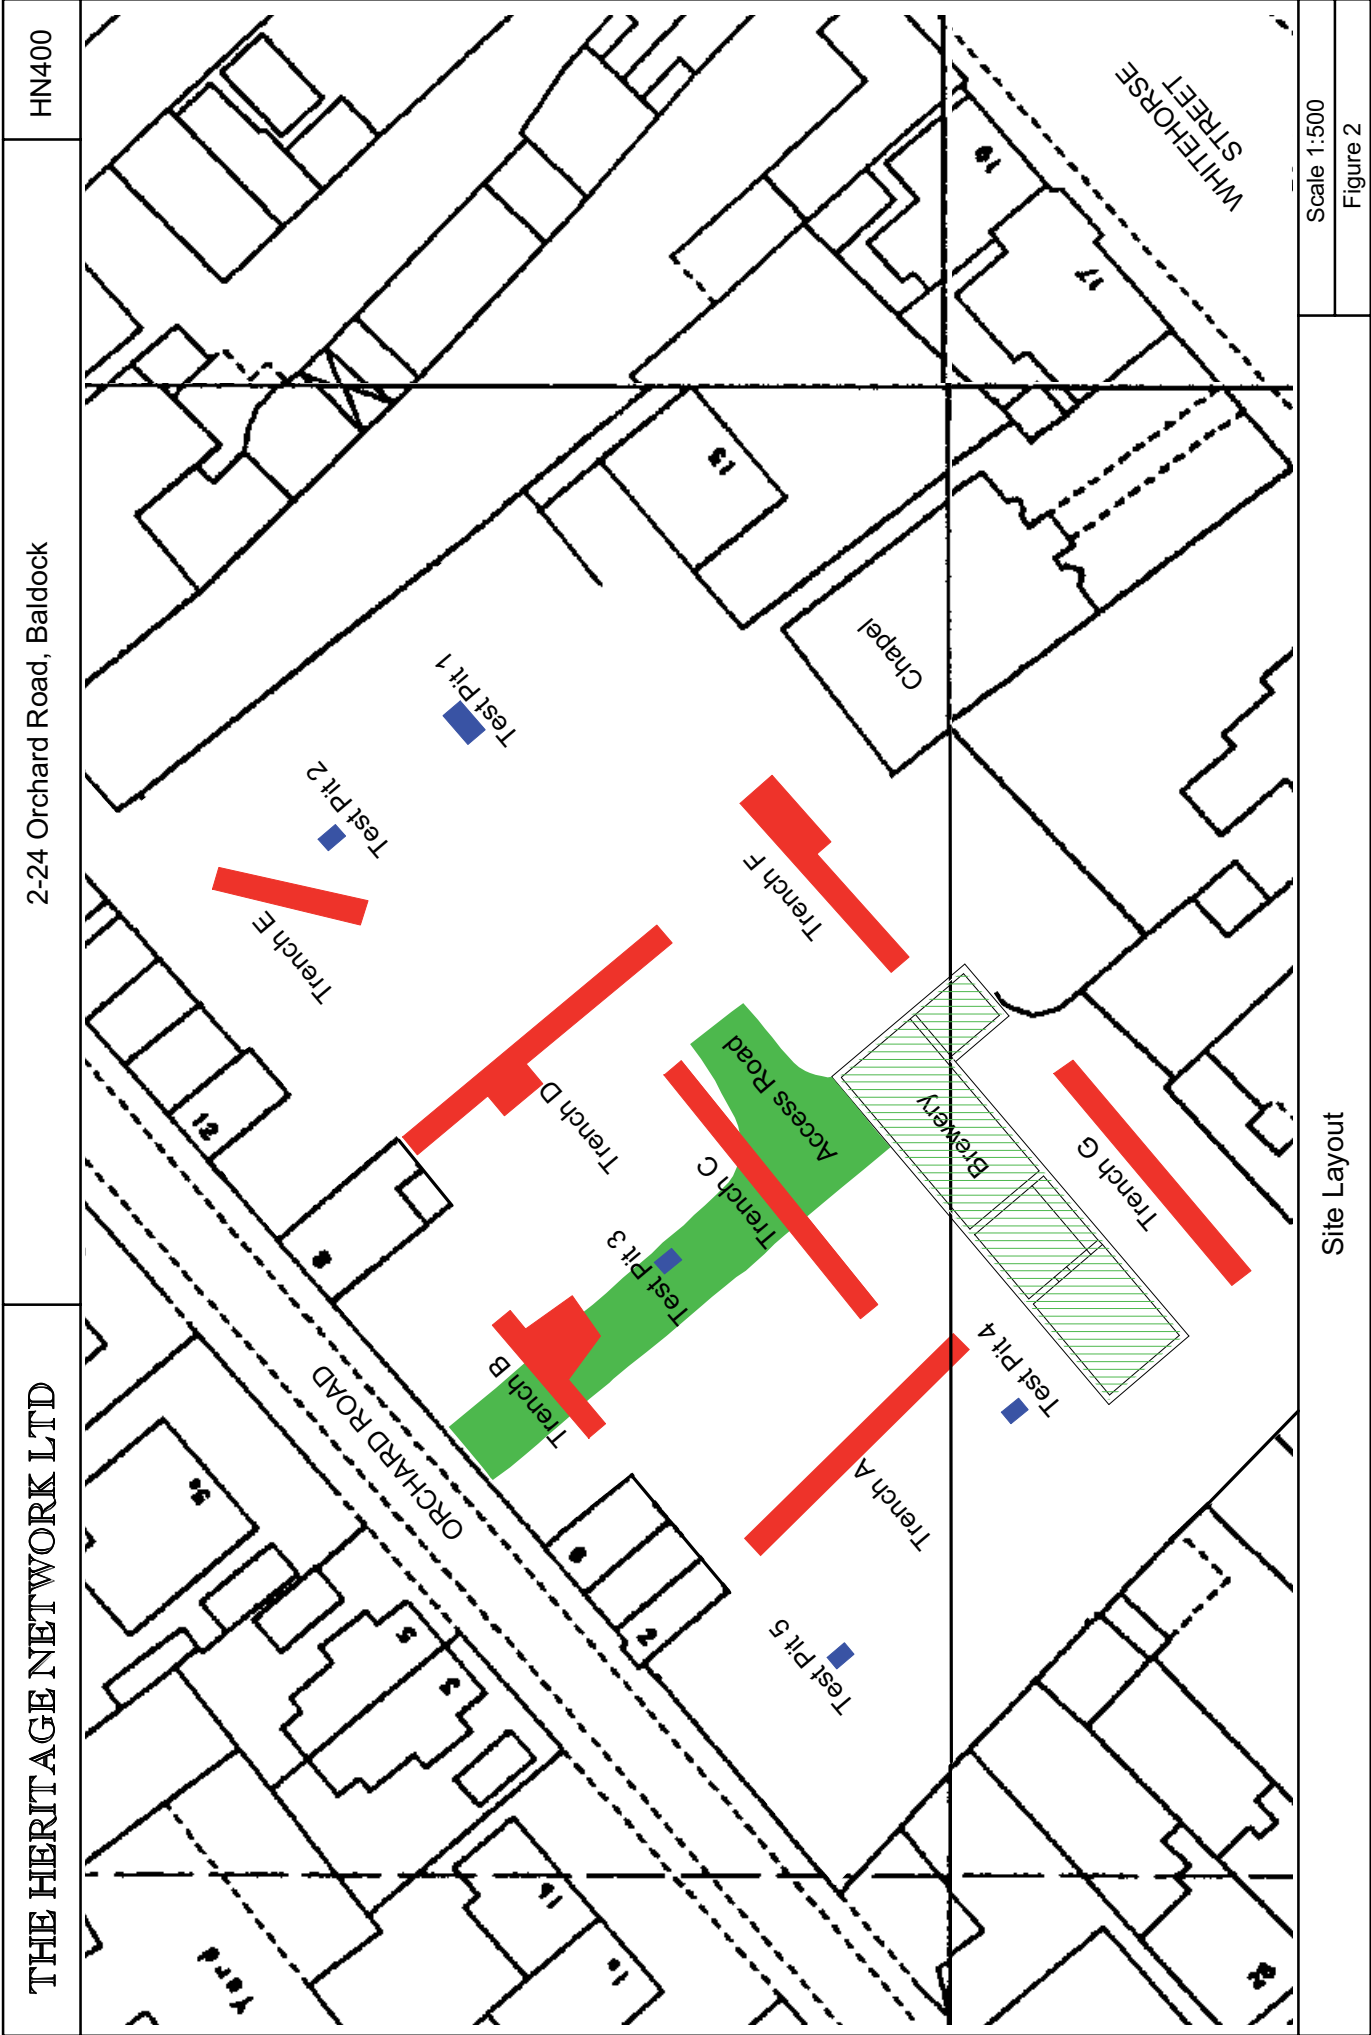 THE HERITAGE NETWORK LTD
2-24 Orchard Road, Baldock
HN400
WHITEHORSE
STREET
19
17
13
Chapel
Test Pit 1
Test Pit 2
Trench E
Trench F
12
Trench D
Access Road
8
Trench C
Brewery
Trench G
Test Pit 3
Trench B
ORCHARD ROAD
Test Pit 4
Trench A
6
2
Test Pit 5
5
3
11
Yard
Site Layout
Scale 1:500
Figure 2